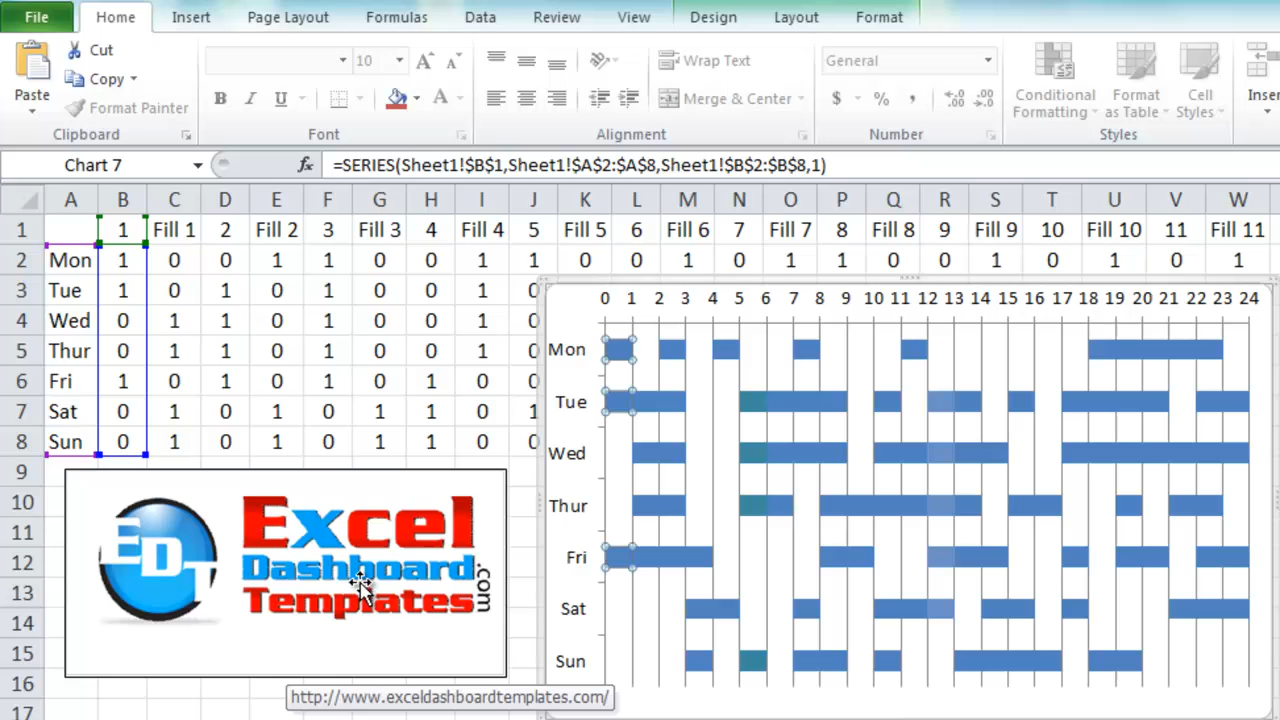 File Home Insert Page Layout Formulas Data Review View Design Layout Format
Paste Cut Copy Format Painter Clipboard
10 A A B I U A Font
Wrap Text Merge & Center Alignment
General $ % , .00 .0 Number
Conditional Formatting Format as Table Cell Styles Styles
Inser
Chart 7 fx =SERIES(Sheet1!$B$1,Sheet1!$A$2:$A$8,Sheet1!$B$2:$B$8,1)
A B C D E F G H I J K L M N O P Q R S T U V W
1 1 Fill 1 2 Fill 2 3 Fill 3 4 Fill 4 5 Fill 5 6 Fill 6 7 Fill 7 8 Fill 8 9 Fill 9 10 Fill 10 11 Fill 11
2 Mon 1 0 0 1 1 0 0 1 1 0 0 1 0 1 1 0 0 1 0 1 0 1
3 Tue 1 0 1 0 1 0 0 1 0
4 Wed 0 1 1 0 1 0 0 1 0
5 Thur 0 1 1 0 1 0 0 1 0
6 Fri 1 0 1 0 1 0 1 0 0
7 Sat 0 1 0 1 0 1 1 0 1
8 Sun 0 1 0 1 0 1 1 0 0
9
10
11
12
13
14
15
16
17
EDT
Excel
Dashboard
Templates
.com
http://www.exceldashboardtemplates.com/
0 1 2 3 4 5 6 7 8 9 10 11 12 13 14 15 16 17 18 19 20 21 22 23 24
Mon
Tue
Wed
Thur
Fri
Sat
Sun